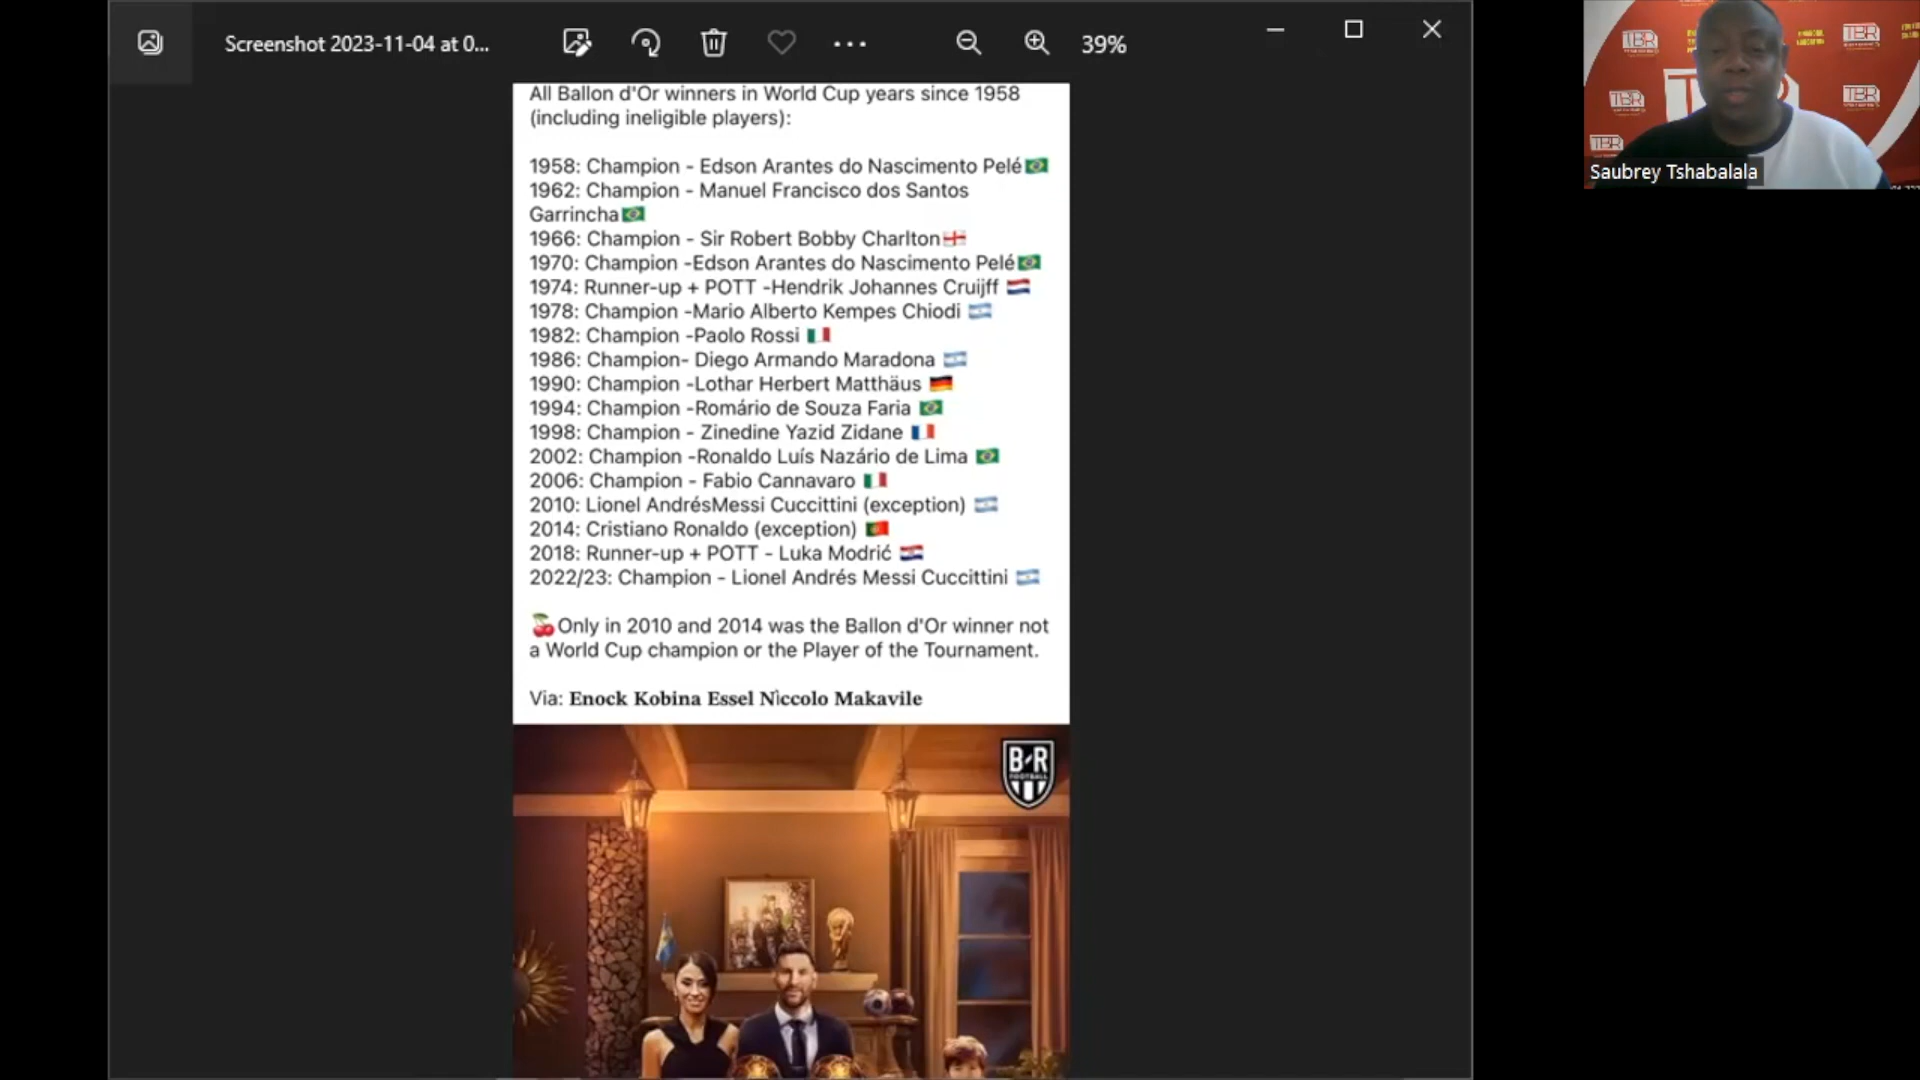 Screenshot 2023-11-04 at 0...
39%
All Ballon d'Or winners in World Cup years since 1958
(including ineligible players):
1958: Champion - Edson Arantes do Nascimento Pelé🇧🇷
1962: Champion - Manuel Francisco dos Santos
Garrincha🇧🇷
1966: Champion - Sir Robert Bobby Charlton🏴󠁧󠁢󠁥󠁮󠁧󠁿
1970: Champion -Edson Arantes do Nascimento Pelé🇧🇷
1974: Runner-up + POTT -Hendrik Johannes Cruijff 🇳🇱
1978: Champion -Mario Alberto Kempes Chiodi 🇦🇷
1982: Champion -Paolo Rossi 🇮🇹
1986: Champion- Diego Armando Maradona 🇦🇷
1990: Champion -Lothar Herbert Matthäus 🇩🇪
1994: Champion -Romário de Souza Faria 🇧🇷
1998: Champion - Zinedine Yazid Zidane 🇫🇷
2002: Champion -Ronaldo Luís Nazário de Lima 🇧🇷
2006: Champion - Fabio Cannavaro 🇮🇹
2010: Lionel AndrésMessi Cuccittini (exception) 🇦🇷
2014: Cristiano Ronaldo (exception) 🇵🇹
2018: Runner-up + POTT - Luka Modrić 🇭🇷
2022/23: Champion - Lionel Andrés Messi Cuccittini 🇦🇷
🍒Only in 2010 and 2014 was the Ballon d'Or winner not
a World Cup champion or the Player of the Tournament.
Via: Enock Kobina Essel Niccolo Makavile
B/R
FOOTBALL
TBR
TBR
TBR
TBR
TBR
Saubrey Tshabalala